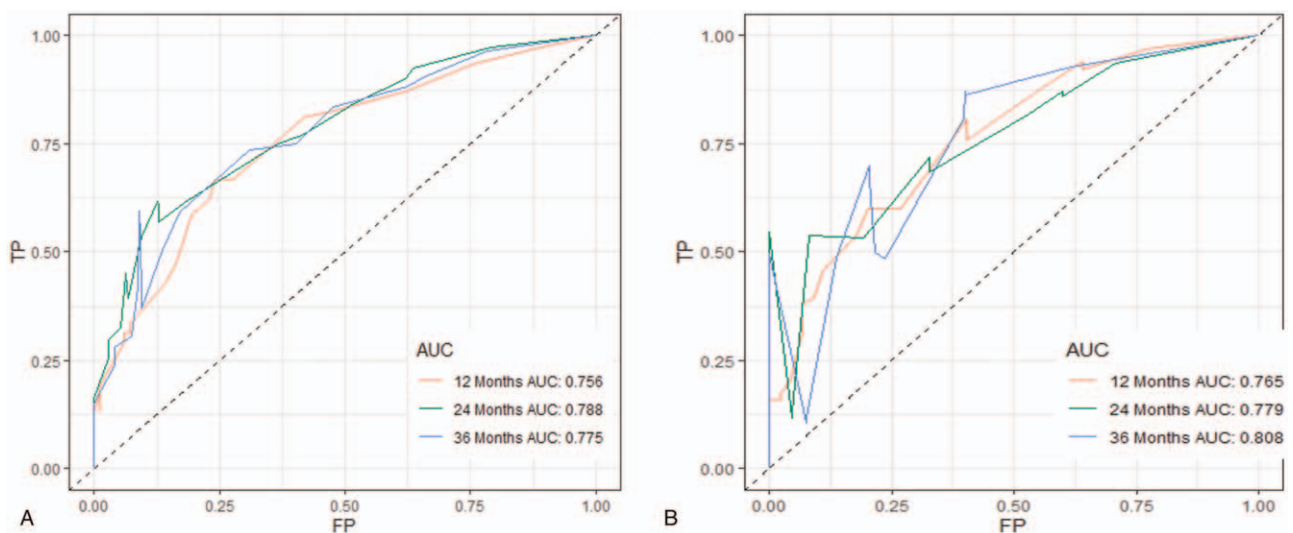 A
1.00
0.75
0.50
0.25
0.00
TP
0.00 0.25 0.50 0.75 1.00
FP
AUC
12 Months AUC: 0.756
24 Months AUC: 0.788
36 Months AUC: 0.775
B
1.00
0.75
0.50
0.25
0.00
TP
0.00 0.25 0.50 0.75 1.00
FP
AUC
12 Months AUC: 0.765
24 Months AUC: 0.779
36 Months AUC: 0.808